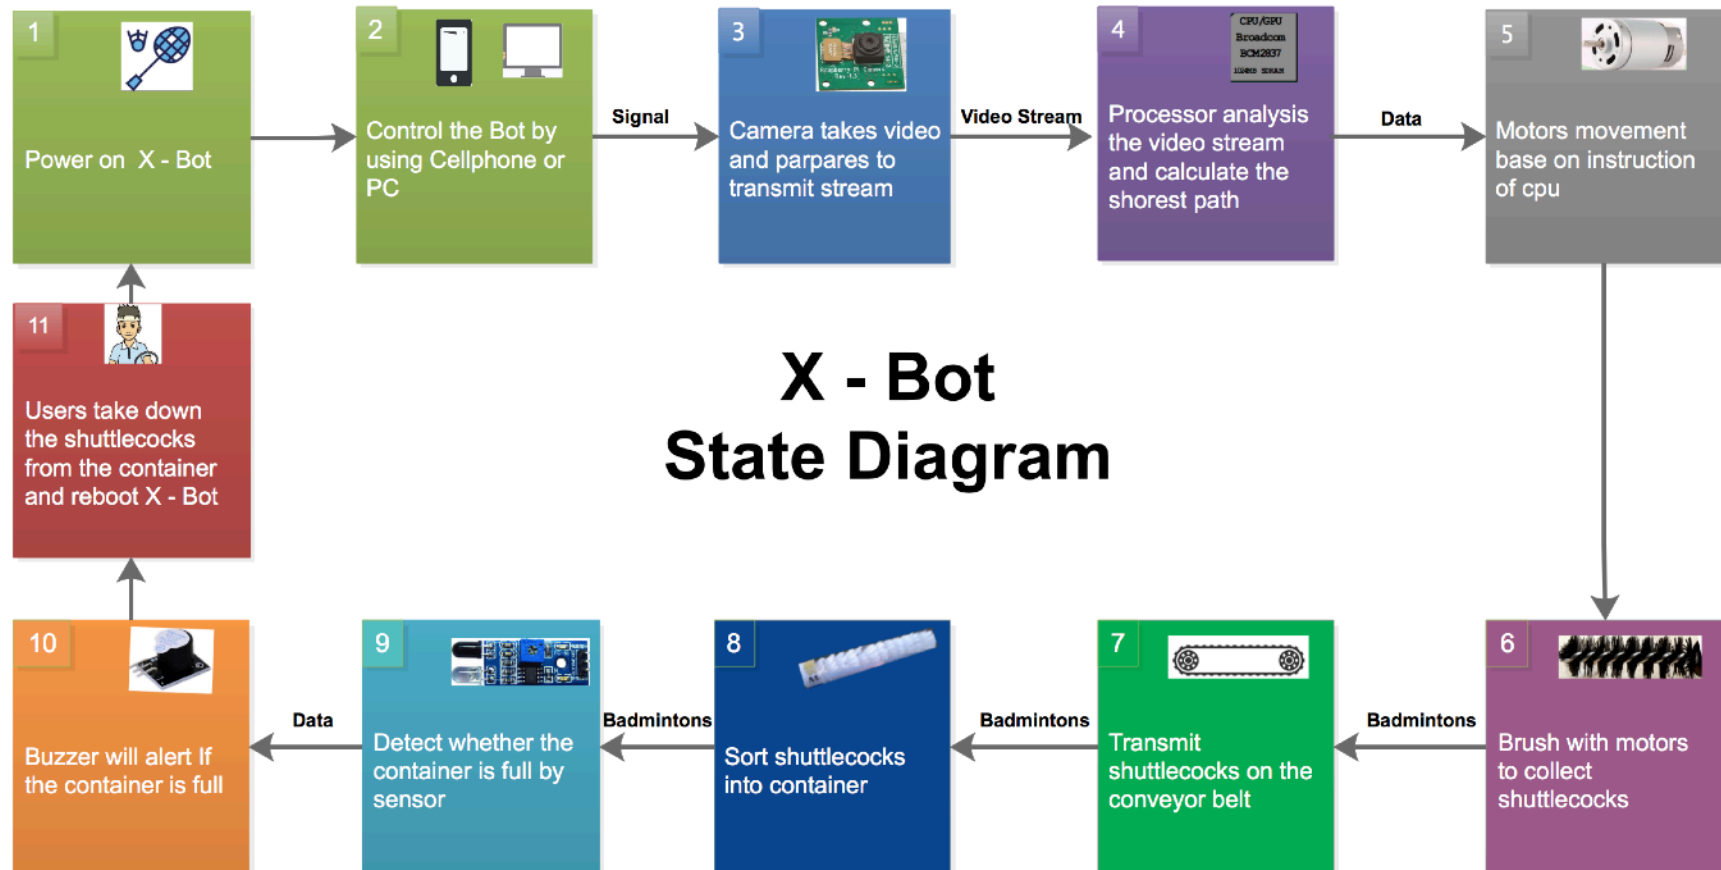 1
Power on X - Bot
2
Control the Bot by
using Cellphone or
PC
Signal
3
Camera takes video
and parpares to
transmit stream
Video Stream
4
CPU/GPU
Broadcom
BCM2837
1024MB SDRAM
Processor analysis
the video stream
and calculate the
shorest path
Data
5
Motors movement
base on instruction
of cpu
X - Bot
State Diagram
6
Brush with motors
to collect
shuttlecocks
Badmintons
7
Transmit
shuttlecocks on the
conveyor belt
Badmintons
8
Sort shuttlecocks
into container
Badmintons
9
Detect whether the
container is full by
sensor
Data
10
Buzzer will alert If
the container is full
11
Users take down
the shuttlecocks
from the container
and reboot X - Bot